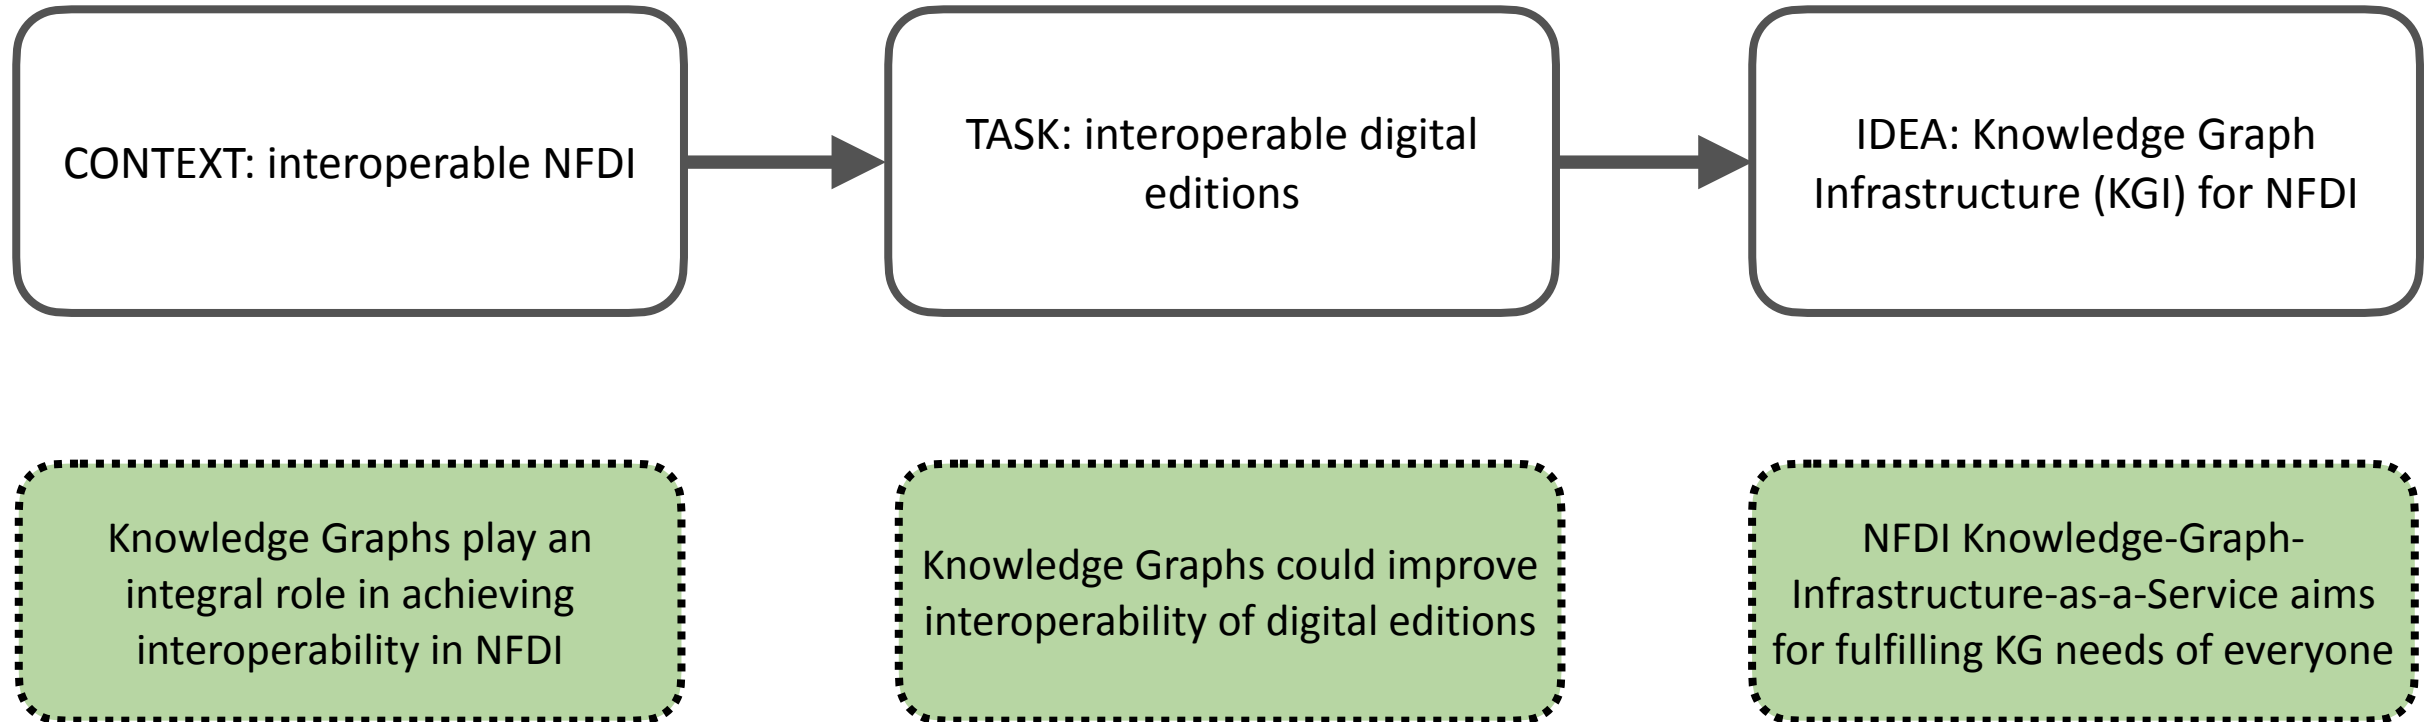 CONTEXT: interoperable NFDI
TASK: interoperable digital
editions
IDEA: Knowledge Graph
Infrastructure (KGI) for NFDI
Knowledge Graphs play an
integral role in achieving
interoperability in NFDI
Knowledge Graphs could improve
interoperability of digital editions
NFDI Knowledge-Graph-
Infrastructure-as-a-Service aims
for fulfilling KG needs of everyone